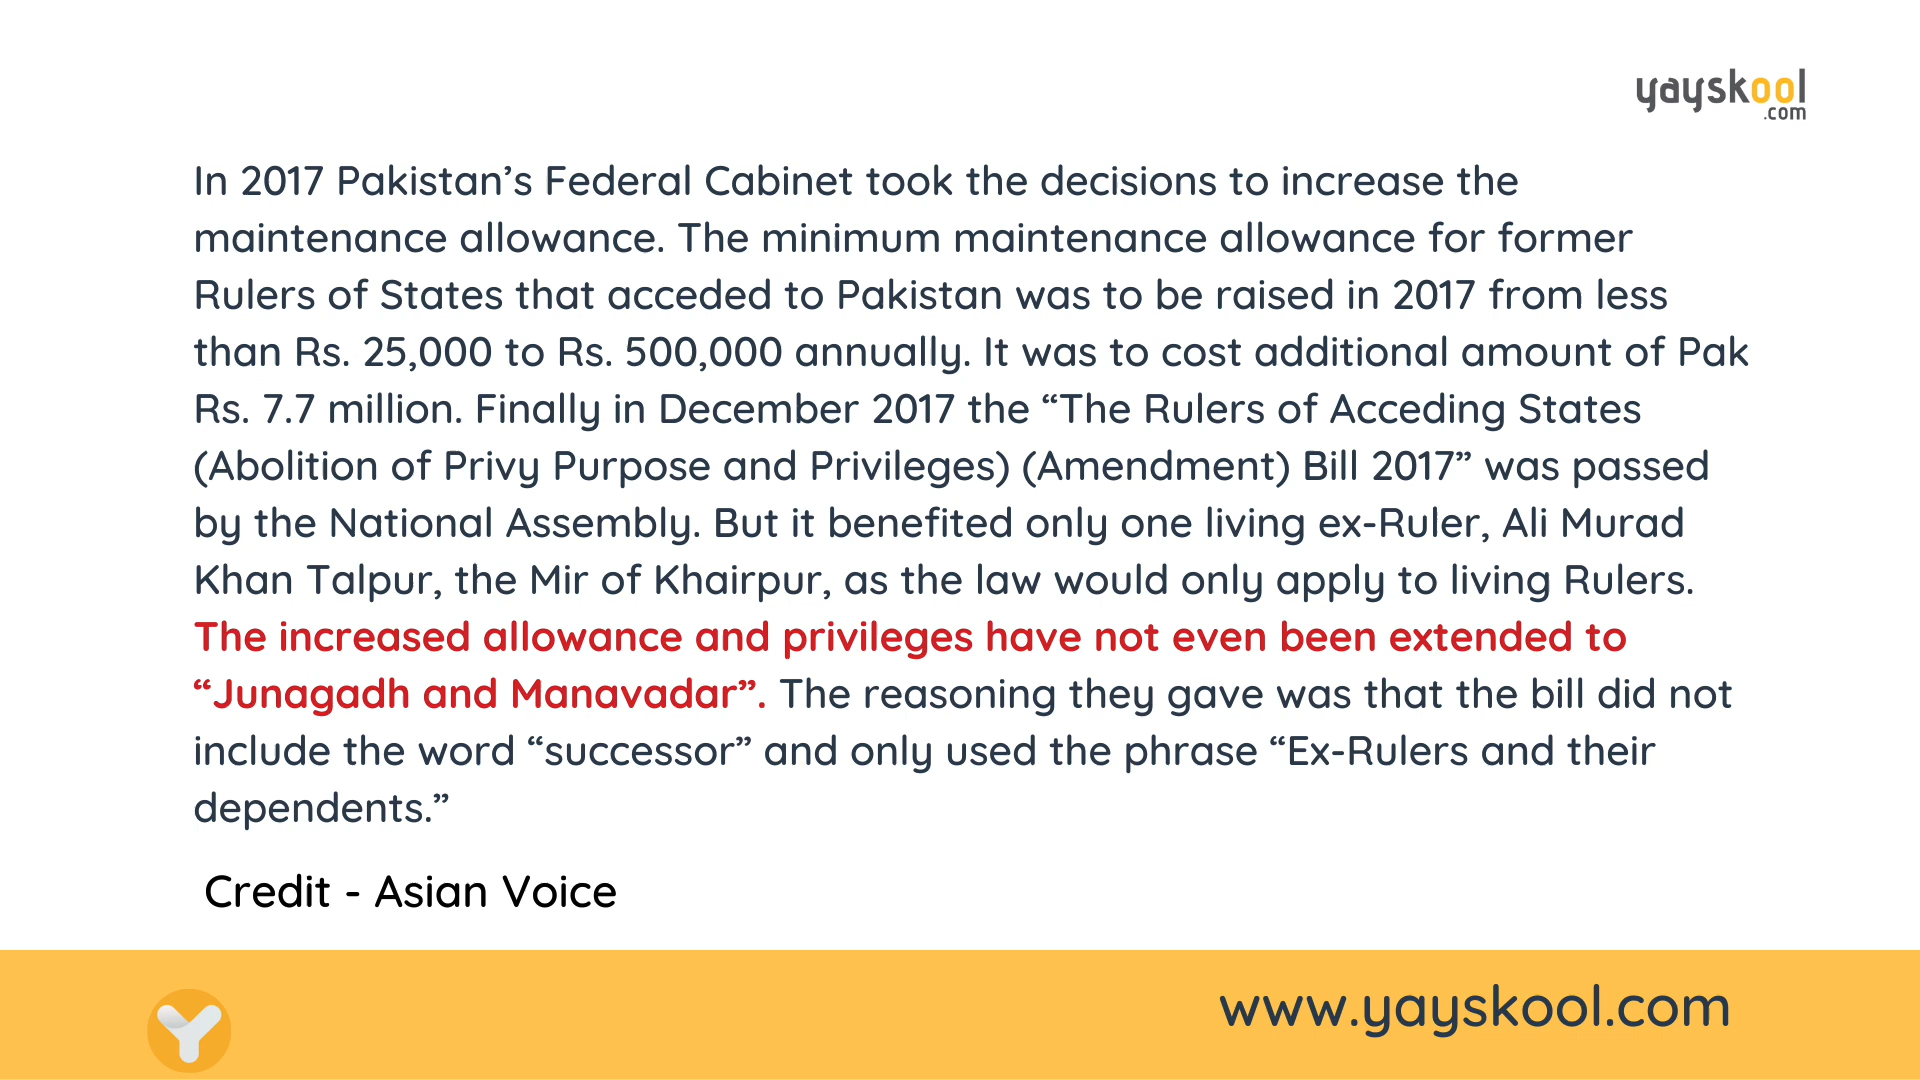 yayskool
.com
In 2017 Pakistan’s Federal Cabinet took the decisions to increase the
maintenance allowance. The minimum maintenance allowance for former
Rulers of States that acceded to Pakistan was to be raised in 2017 from less
than Rs. 25,000 to Rs. 500,000 annually. It was to cost additional amount of Pak
Rs. 7.7 million. Finally in December 2017 the “The Rulers of Acceding States
(Abolition of Privy Purpose and Privileges) (Amendment) Bill 2017” was passed
by the National Assembly. But it benefited only one living ex-Ruler, Ali Murad
Khan Talpur, the Mir of Khairpur, as the law would only apply to living Rulers.
The increased allowance and privileges have not even been extended to
“Junagadh and Manavadar”. The reasoning they gave was that the bill did not
include the word “successor” and only used the phrase “Ex-Rulers and their
dependents.”
Credit - Asian Voice
www.yayskool.com